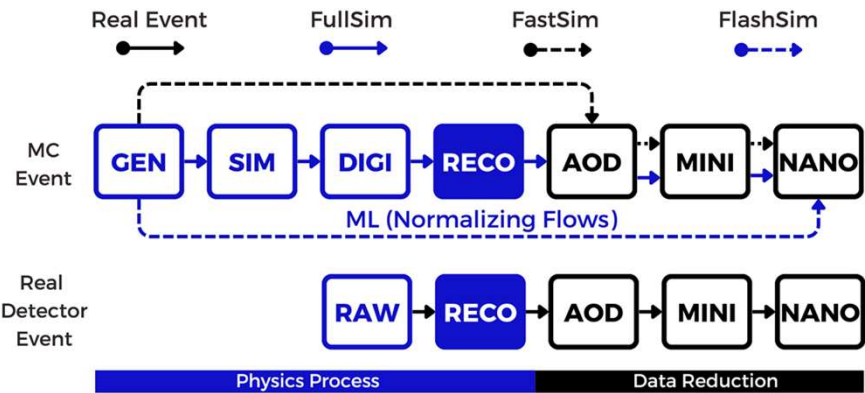 Real Event FullSim FastSim FlashSim
MC
Event
GEN SIM DIGI RECO AOD MINI NANO
ML (Normalizing Flows)
Real
Detector
Event
RAW RECO AOD MINI NANO
Physics Process Data Reduction